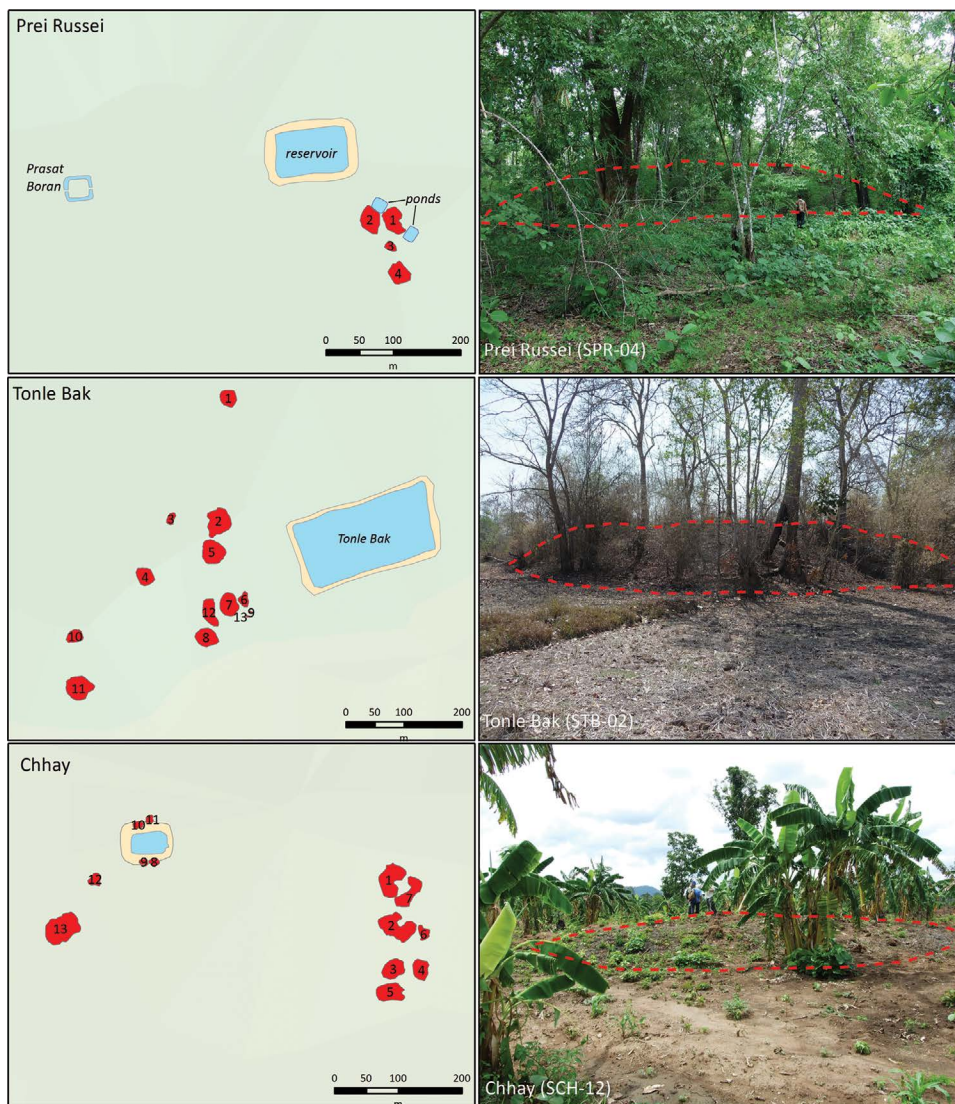 Prei Russei
Prasat
Boran
reservoir
ponds
2
1
3
4
0
100
200
m
Prei Russei (SPR-04)
Tonle Bak
1
3
2
5
Tonle Bak
4
12
7
6
13
9
10
8
11
0
100
200
m
Tonle Bak (STB-02)
Chhay
10
11
9
8
12
13
1
7
2
6
3
4
5
0
100
200
m
Chhay (SCH-12)